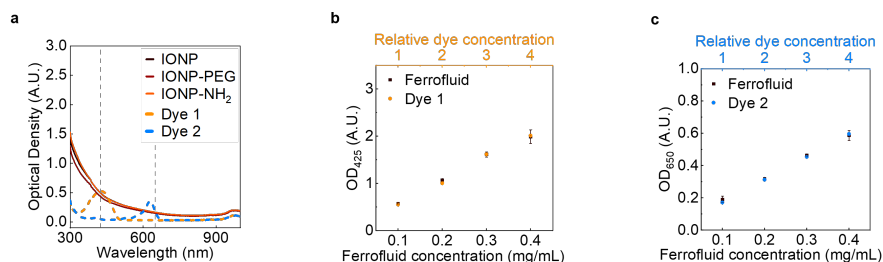 a
3.0
2.5
2.0
1.5
1.0
0.5
0.0
Optical Density (A.U.)
IONP
IONP-PEG
IONP-NH2
Dye 1
Dye 2
300
600
900
Wavelength (nm)
b
Relative dye concentration
1 2 3 4
Ferrofluid
Dye 1
3
2
1
0
OD425 (A.U.)
0.1 0.2 0.3 0.4
Ferrofluid concentration (mg/mL)
c
Relative dye concentration
1 2 3 4
Ferrofluid
Dye 2
1.0
0.8
0.6
0.4
0.2
0.0
OD650 (A.U.)
0.1 0.2 0.3 0.4
Ferrofluid concentration (mg/mL)